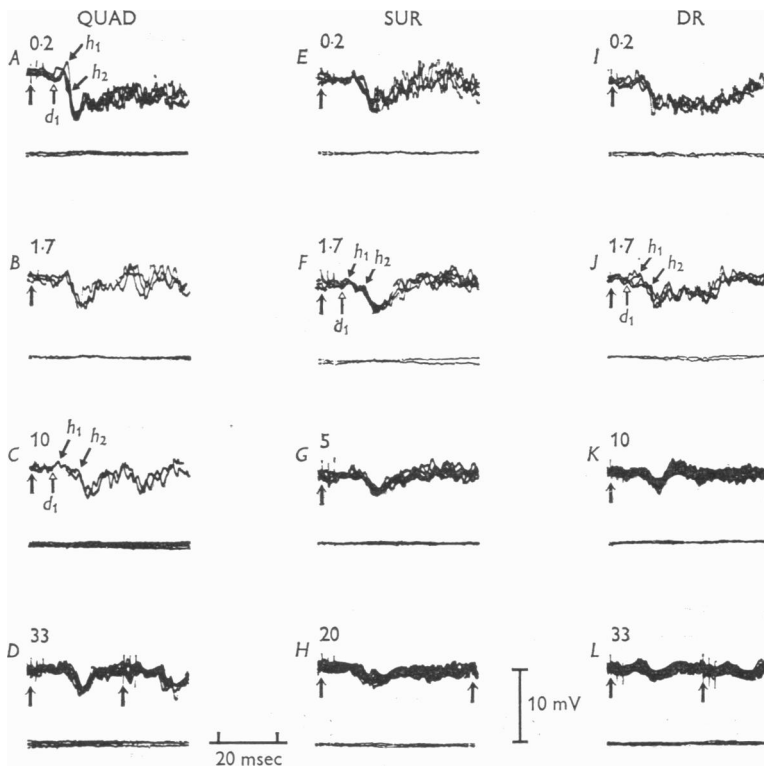 QUAD SUR DR
A 0·2 h1 h2 d1
E 0·2
I 0·2
B 1·7
F 1·7 h1 h2 d1
J 1·7 h1 h2 d1
C 10 h1 h2 d1
G 5
K 10
D 33
H 20
L 33
10 mV
20 msec